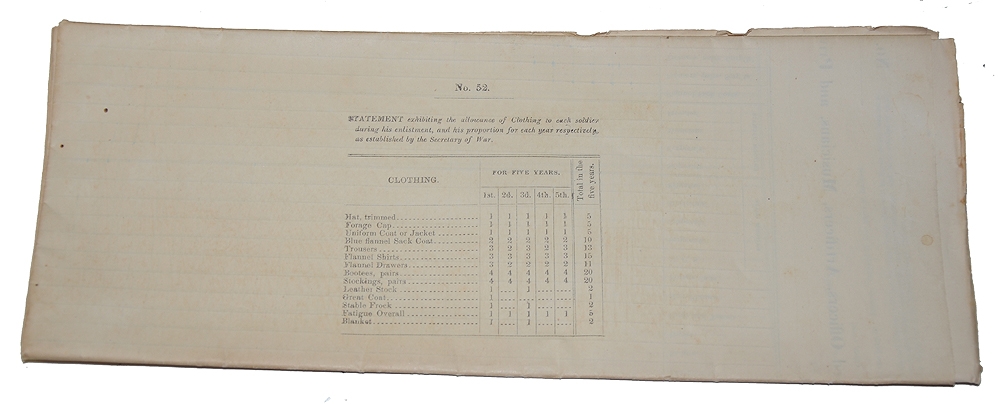 No. 52.
STATEMENT exhibiting the allowance of Clothing to each soldier
during his enlistment, and his proportion for each year respectively,
as established by the Secretary of War.
CLOTHING. FOR FIVE YEARS. Total in the five years.
1st. 2d. 3d. 4th. 5th.
Hat, trimmed 1 1 1 1 1 5
Forage Cap 1 1 1 1 1 5
Uniform Coat or Jacket 1 1 1 1 1 5
Blue flannel Sack Coat 2 2 2 2 2 10
Trousers 3 2 3 2 3 13
Flannel Shirts 3 3 3 3 3 15
Flannel Drawers 3 2 2 2 2 11
Bootees, pairs 4 4 4 4 4 20
Stockings, pairs 4 4 4 4 4 20
Leather Stock 1 .... 1 .... .... 2
Great Coat 1 .... .... .... .... 1
Stable Frock 1 .... 1 .... .... 2
Fatigue Overall 1 1 1 1 1 5
Blanket 1 .... 1 .... .... 2